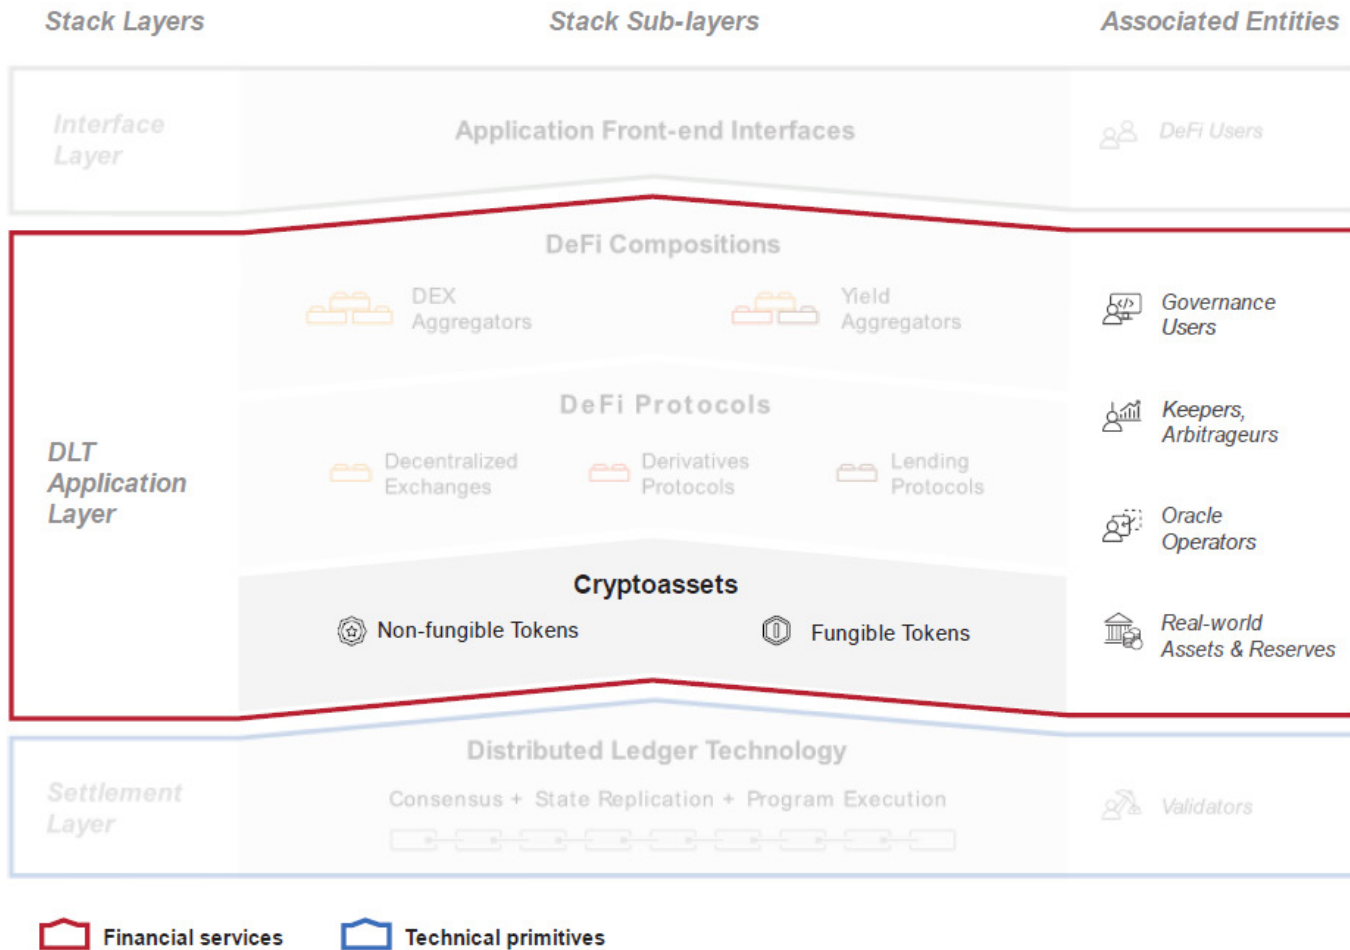 Stack Layers
Stack Sub-layers
Associated Entities
Interface
Layer
Application Front-end Interfaces
DeFi Users
DLT
Application
Layer
DeFi Compositions
DEX
Aggregators
Yield
Aggregators
DeFi Protocols
Decentralized
Exchanges
Derivatives
Protocols
Lending
Protocols
Cryptoassets
Non-fungible Tokens
Fungible Tokens
Governance
Users
Keepers,
Arbitrageurs
Oracle
Operators
Real-world
Assets & Reserves
Settlement
Layer
Distributed Ledger Technology
Consensus + State Replication + Program Execution
Validators
Financial services
Technical primitives